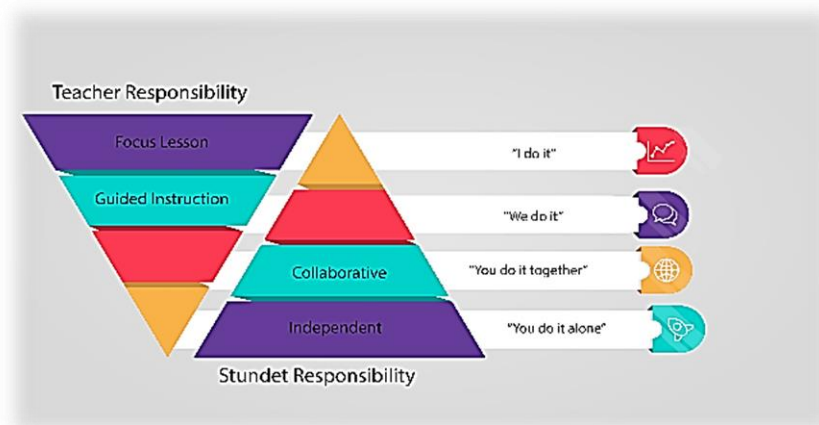 Teacher Responsibility
Focus Lesson
"I do it"
Guided Instruction
"We do it"
Collaborative
"You do it together"
Independent
"You do it alone"
Stundet Responsibility